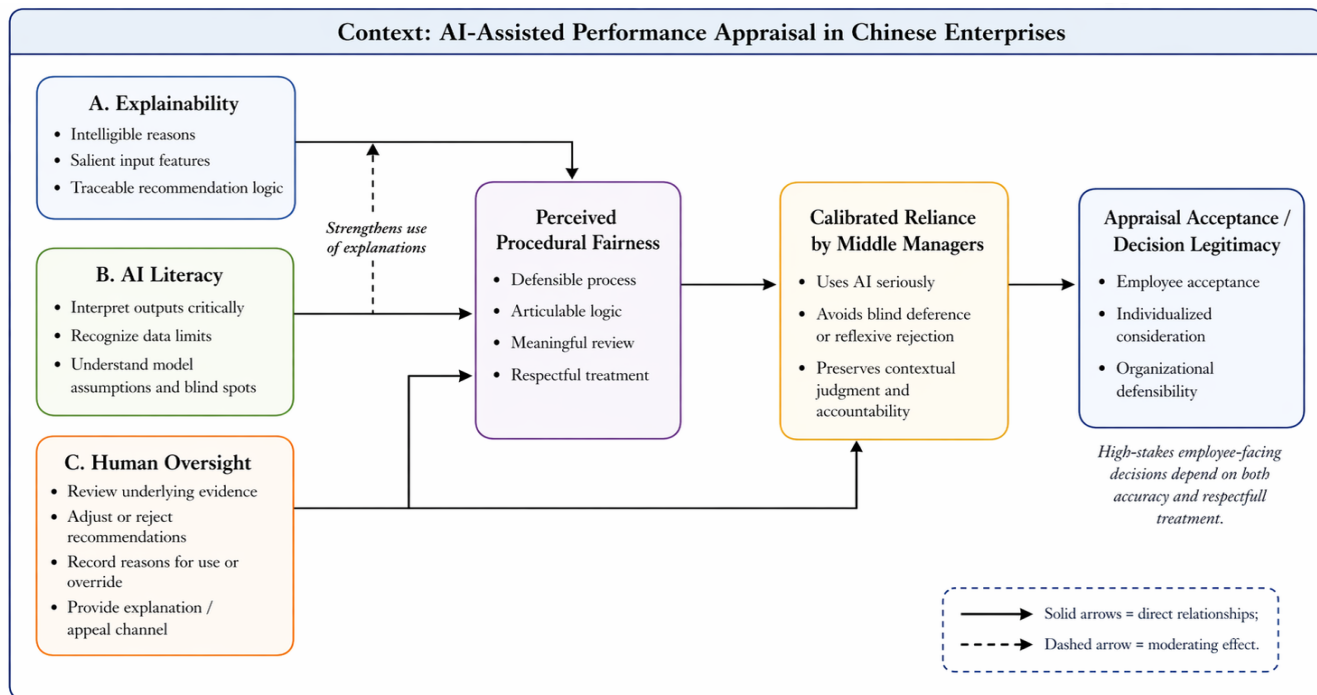 Context: AI-Assisted Performance Appraisal in Chinese Enterprises
A. Explainability
• Intelligible reasons
• Salient input features
• Traceable recommendation logic
Strengthens use
of explanations
B. AI Literacy
• Interpret outputs critically
• Recognize data limits
• Understand model
assumptions and blind spots
C. Human Oversight
• Review underlying evidence
• Adjust or reject
recommendations
• Record reasons for use or
override
• Provide explanation /
appeal channel
Perceived
Procedural Fairness
• Defensible process
• Articulable logic
• Meaningful review
• Respectful treatment
Calibrated Reliance
by Middle Managers
• Uses AI seriously
• Avoids blind deference
or reflexive rejection
• Preserves contextual
judgment and
accountability
Appraisal Acceptance /
Decision Legitimacy
• Employee acceptance
• Individualized
consideration
• Organizational
defensibility
High-stakes employee-facing
decisions depend on both
accuracy and respectfull
treatment.
Solid arrows = direct relationships;
Dashed arrow = moderating effect.